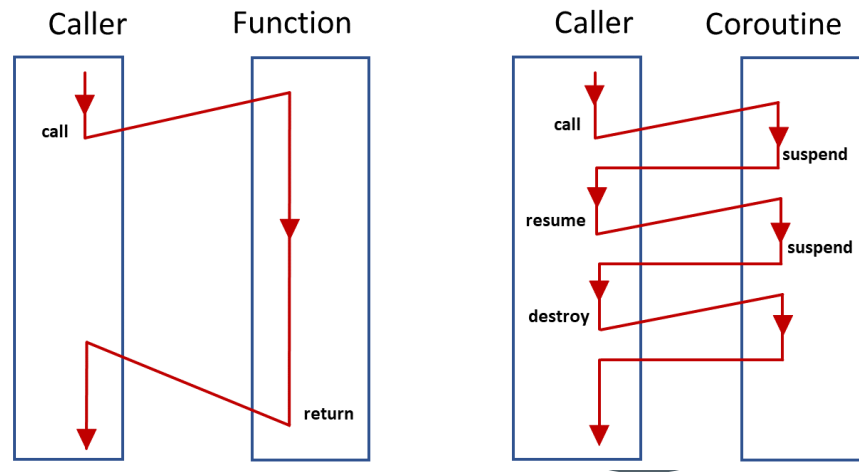 Caller
Function
call
return
Caller
Coroutine
call
suspend
resume
suspend
destroy